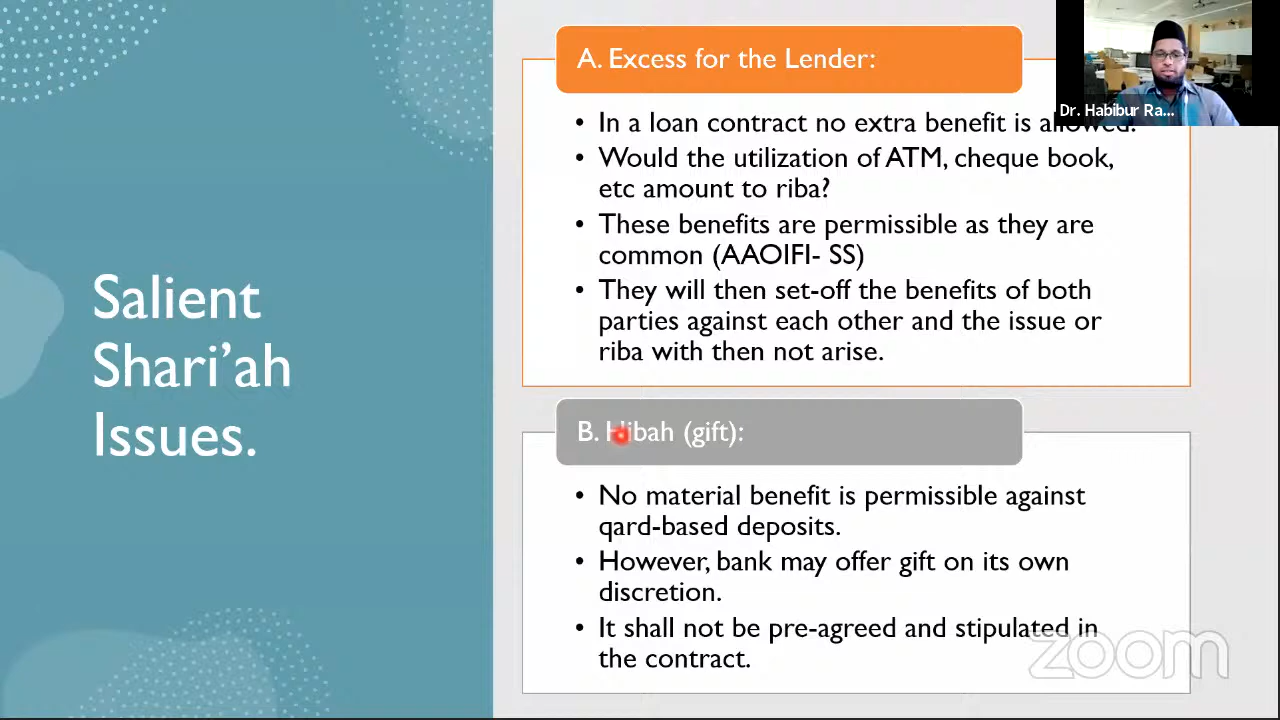 Salient
Shari'ah
Issues.
A. Excess for the Lender:
• In a loan contract no extra benefit is allowed.
• Would the utilization of ATM, cheque book,
etc amount to riba?
• These benefits are permissible as they are
common (AAOIFI- SS)
• They will then set-off the benefits of both
parties against each other and the issue or
riba with then not arise.
B. Hibah (gift):
• No material benefit is permissible against
qard-based deposits.
• However, bank may offer gift on its own
discretion.
• It shall not be pre-agreed and stipulated in
the contract.
Dr. Habibur Ra...
zoom